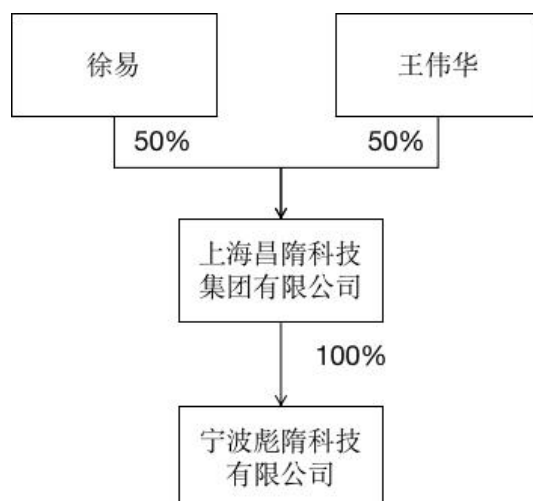 徐易
王伟华
50%
50%
上海昌隋科技
集团有限公司
100%
宁波彪隋科技
有限公司